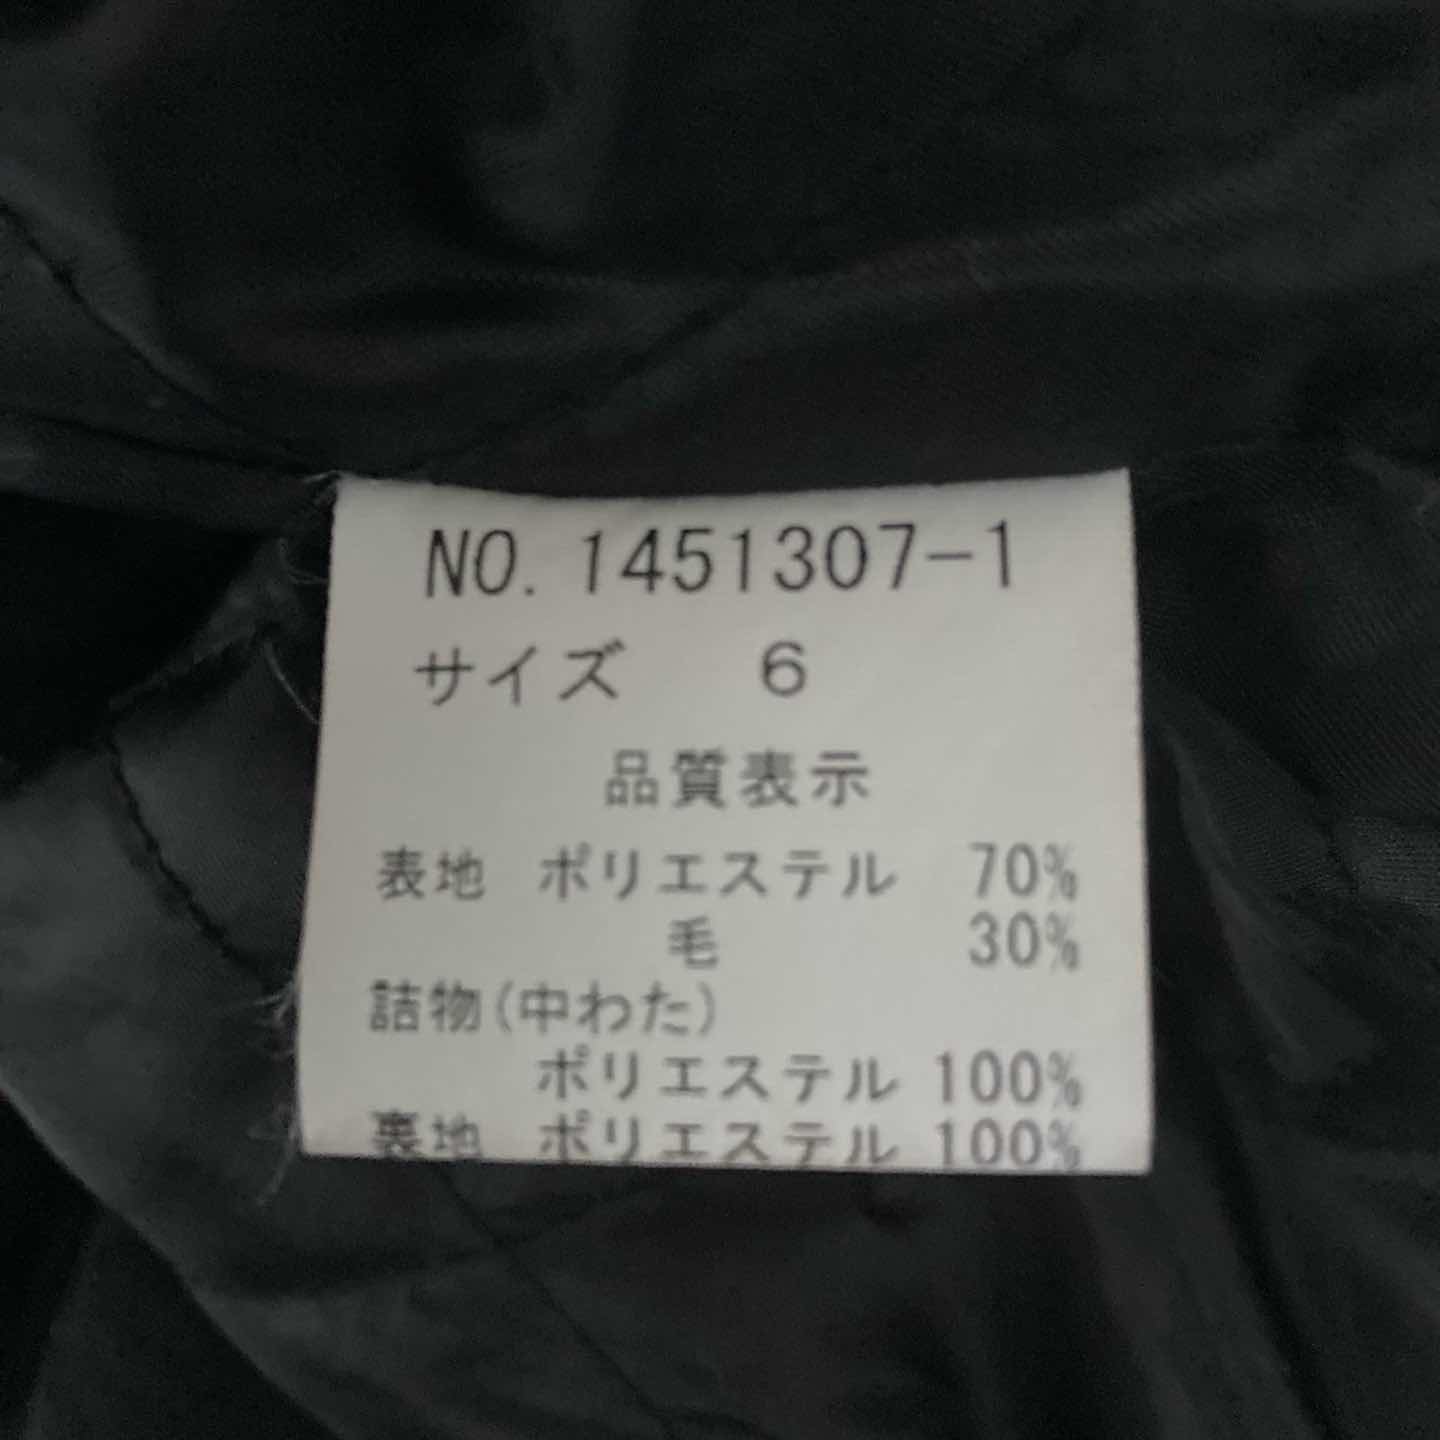 NO. 1451307-1
サイズ 6
品質表示
表地 ポリエステル 70%
毛 30%
詰物(中わた)
ポリエステル 100%
裏地 ポリエステル 100%